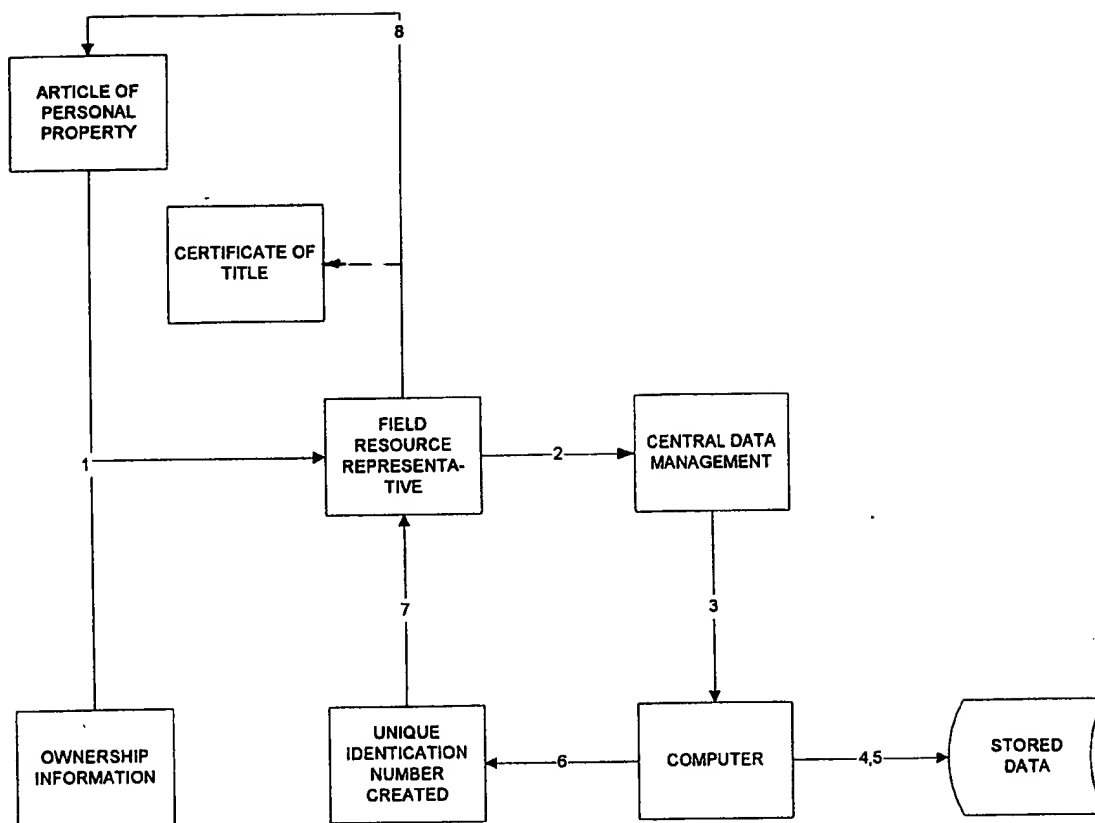 8
ARTICLE OF
PERSONAL
PROPERTY
CERTIFICATE OF
TITLE
1
FIELD
RESOURCE
REPRESENTA-
TIVE
2
CENTRAL DATA
MANAGEMENT
7
3
OWNERSHIP
INFORMATION
UNIQUE
IDENTICATION
NUMBER
CREATED
6
COMPUTER
4,5
STORED
DATA